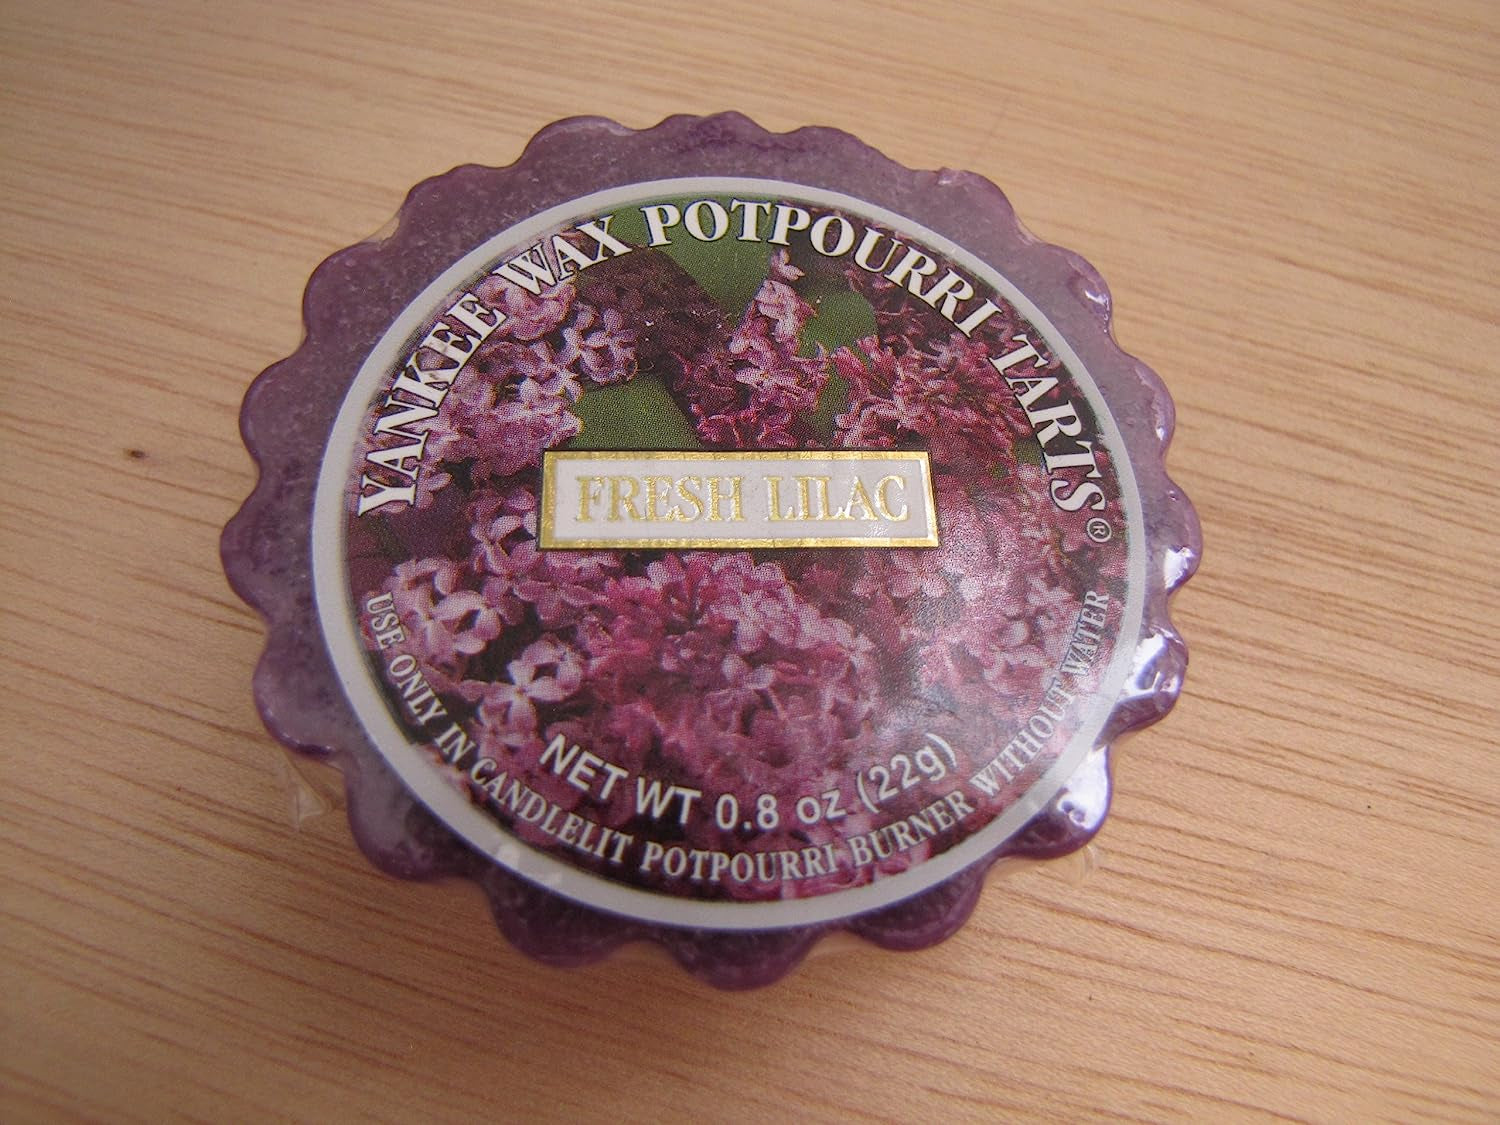 YANKEE WAX POTPOURRI TARTS®
FRESH LILAC
NET WT 0.8 oz (22g)
USE ONLY IN CANDLELIT POTPOURRI BURNER WITHOUT WATER